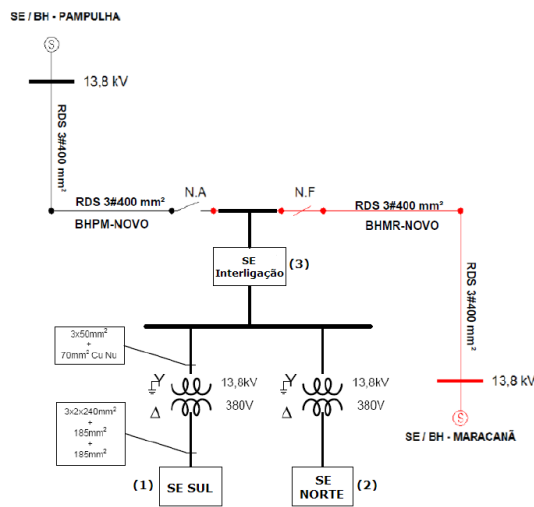 SE / BH - PAMPULHA
S
13,8 kV
RDS 3#400 mm²
N.A
N.F
RDS 3#400 mm²
RDS 3#400 mm²
BHPM-NOVO
BHMR-NOVO
SE
Interligação
(3)
RDS 3#400 mm²
3x50mm²
+
70mm² Cu Nu
Y
13,8kV
Δ
380V
Y
13,8kV
Δ
380V
13,8 kV
S
SE / BH - MARACANÃ
3x2x240mm²
+
185mm²
+
185mm²
(1)
SE SUL
SE
NORTE
(2)